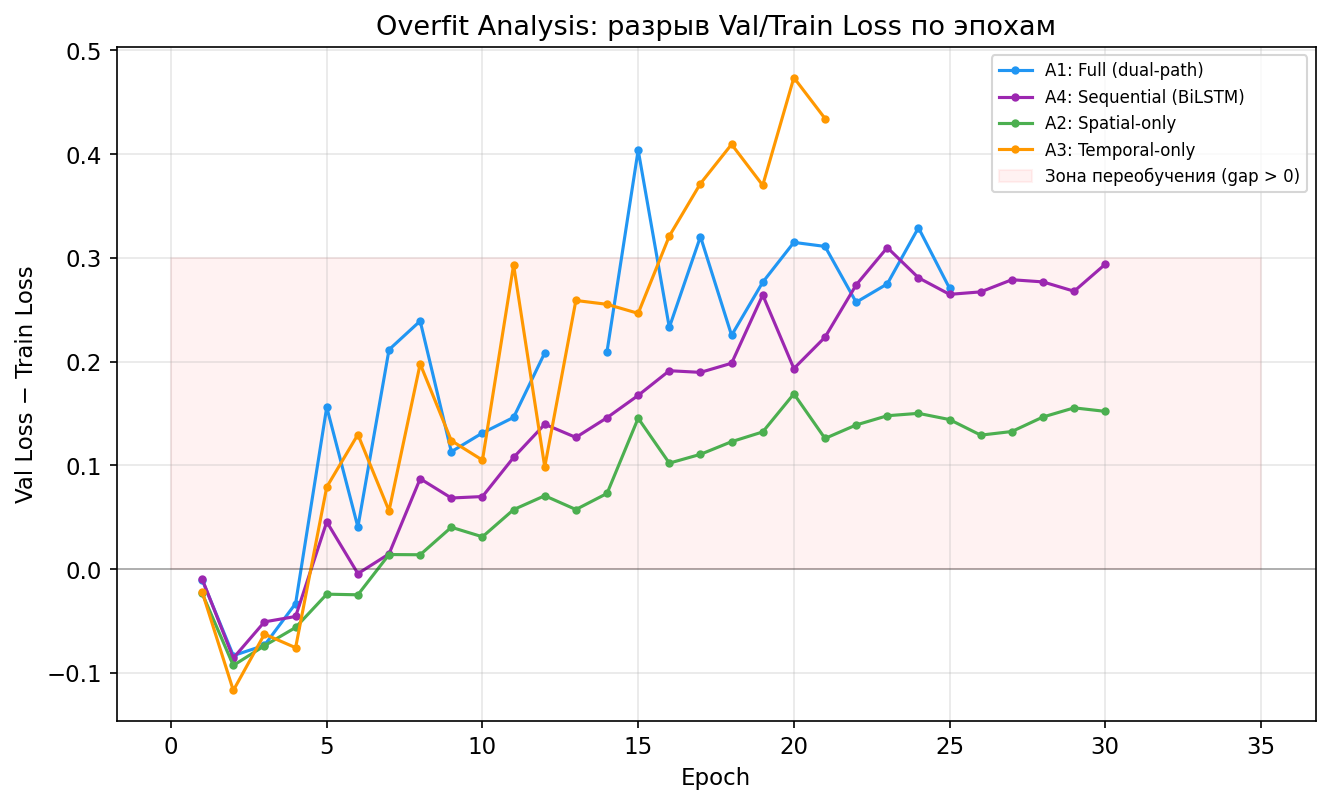 Overfit Analysis: разрыв Val/Train Loss по эпохам
0.5
0.4
0.3
0.2
0.1
0.0
−0.1
Val Loss − Train Loss
A1: Full (dual-path)
A4: Sequential (BiLSTM)
A2: Spatial-only
A3: Temporal-only
Зона переобучения (gap > 0)
0 5 10 15 20 25 30 35
Epoch